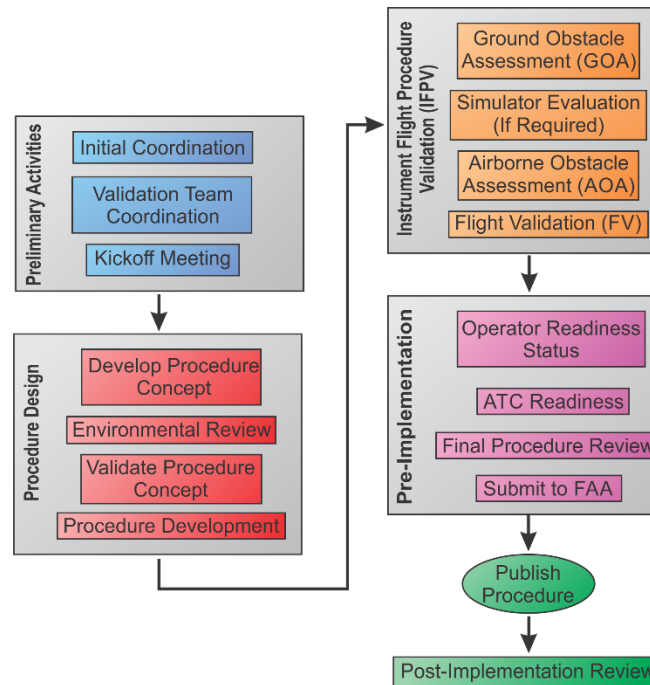 Preliminary Activities
Initial Coordination
Validation Team
Coordination
Kickoff Meeting
Procedure Design
Develop Procedure
Concept
Environmental Review
Validate Procedure
Concept
Procedure Development
Instrument Flight Procedure
Validation (IFPV)
Ground Obstacle
Assessment (GOA)
Simulator Evaluation
(If Required)
Airborne Obstacle
Assessment (AOA)
Flight Validation (FV)
Pre-Implementation
Operator Readiness
Status
ATC Readiness
Final Procedure Review
Submit to FAA
Publish
Procedure
Post-Implementation Review